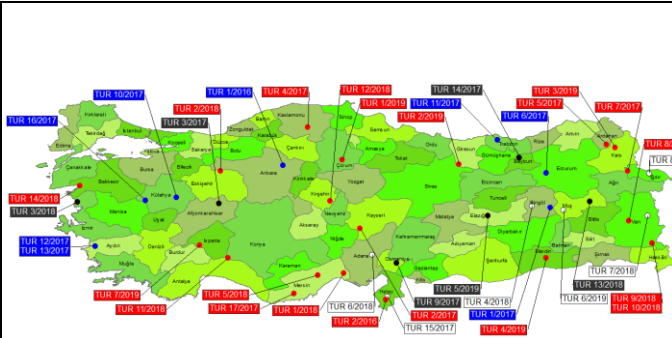 TUR 14/2017
TUR 10/2017
TUR 1/2016
TUR 4/2017
TUR 12/2018
TUR 11/2017
TUR 3/2019
TUR 2/2018
TUR 1/2019
TUR 6/2017
TUR 5/2017
TUR 7/2017
TUR 16/2017
TUR 3/2017
TUR 2/2019
TUR 8/
TUR 8
Kırklareli
Tekirdağ
Edirne
İstanbul
Kocaeli
Sakarya
Düzce
Bolu
Zonguldak
Bartın
Karabük
Kastamonu
Sinop
Samsun
Çankırı
Çorum
Amasya
Tokat
Ordu
Giresun
Gümüşhane
Trabzon
Bayburt
Rize
Artvin
Ardahan
Kars
Iğdır
Ağrı
Erzurum
Erzincan
Tunceli
Bingöl
Muş
Bitlis
Van
Çanakkale
Balıkesir
Bursa
Bilecik
Kütahya
Eskişehir
Ankara
Kırıkkale
Kırşehir
Yozgat
Sivas
Manisa
İzmir
Uşak
Afyonkarahisar
Aydın
Denizli
Muğla
Burdur
Isparta
Antalya
Konya
Aksaray
Nevşehir
Niğde
Kayseri
Karaman
Mersin
Adana
Osmaniye
Hatay
Kahramanmaraş
Gaziantep
Kilis
Malatya
Adıyaman
Elazığ
Şanlıurfa
Diyarbakır
Mardin
Batman
Siirt
Şırnak
Hakkari
TUR 14/2018
TUR 3/2018
TUR 12/2017
TUR 13/2017
TUR 7/2019
TUR 11/2018
TUR 5/2018
TUR 17/2017
TUR 1/2018
TUR 6/2018
TUR 2/2016
TUR 5/2019
TUR 9/2017
TUR 2/2017
TUR 15/2017
TUR 4/2018
TUR 1/2017
TUR 4/2019
TUR 7/2018
TUR 13/2018
TUR 6/2019
TUR 9/2018
TUR 10/2018